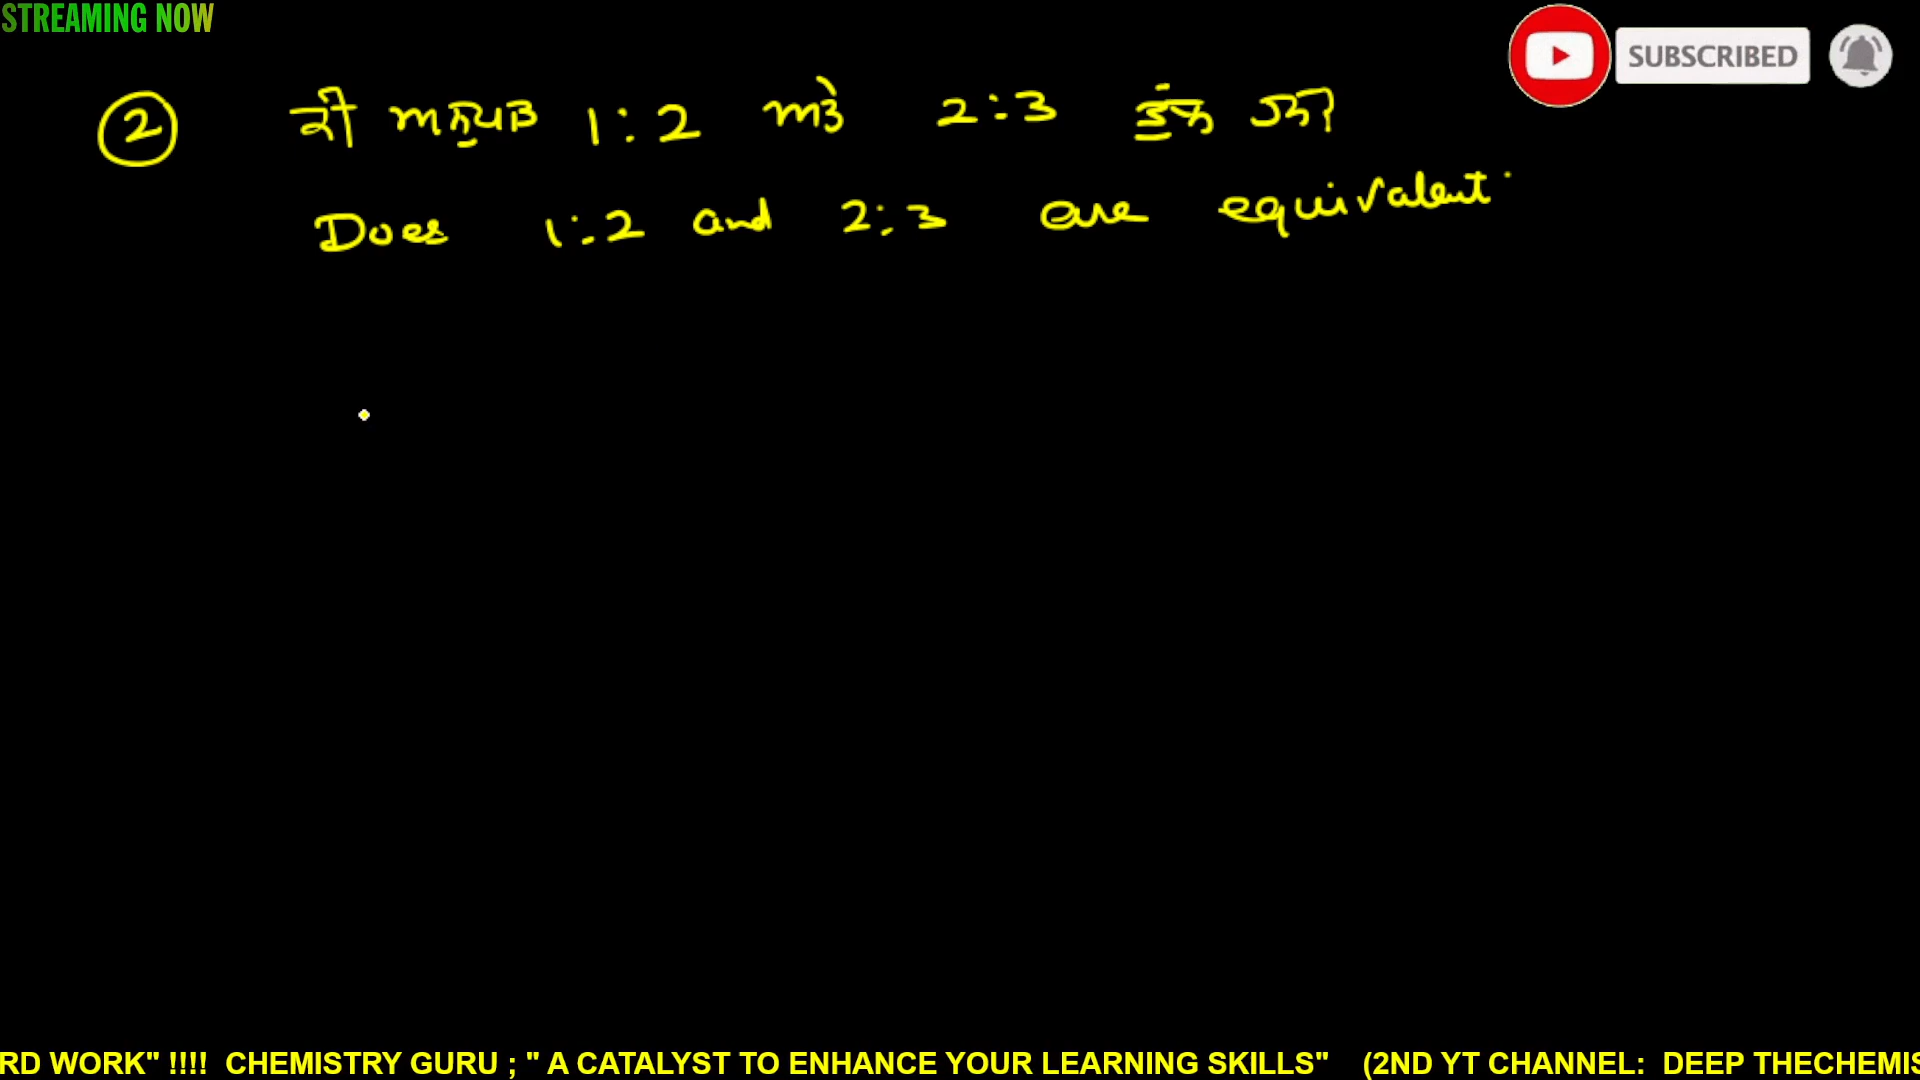 STREAMING NOW
SUBSCRIBED
2 ਕੀ ਅਨੁਪਾਤ 1:2 ਅਤੇ 2:3 ਤੁੱਲ ਹਨ?
Does 1:2 and 2:3 are equivalent.
RD WORK" !!!! CHEMISTRY GURU ; " A CATALYST TO ENHANCE YOUR LEARNING SKILLS" (2ND YT CHANNEL: DEEP THECHEMIS